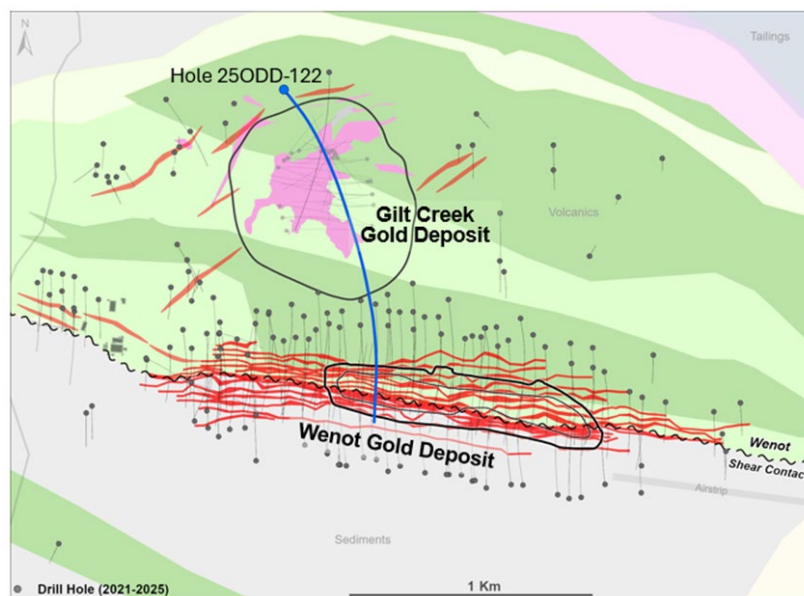 N
Tailings
Hole 25ODD-122
Volcanics
Gilt Creek
Gold Deposit
Wenot Gold Deposit
Wenot
Shear Contac
Airstrip
Sediments
Drill Hole (2021-2025)
1 Km